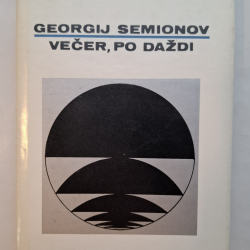 GEORGIJ SEMIONOV
VEČER, PO DAŽDI